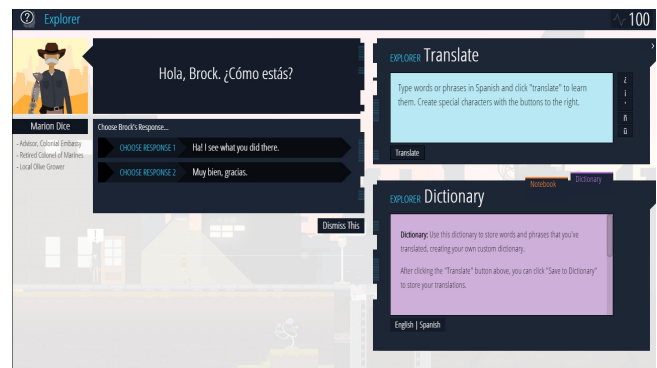 Explorer
100
Hola, Brock. ¿Cómo estás?
Marion Dice
- Advisor, Colonial Embassy
- Retired Colonel of Marines
- Local Olive Grower
Choose Brock's Response...
CHOOSE RESPONSE 1 Ha! I see what you did there.
CHOOSE RESPONSE 2 Muy bien, gracias.
Dismiss This
EXPLORER Translate
Type words or phrases in Spanish and click "translate" to learn
them. Create special characters with the buttons to the right.
¿
¡
ñ
ü
Translate
Notebook
Dictionary
EXPLORER Dictionary
Dictionary: Use this dictionary to store words and phrases that you've
translated, creating your own custom dictionary.
After clicking the "Translate" button above, you can click "Save to Dictionary"
to store your translations.
English | Spanish